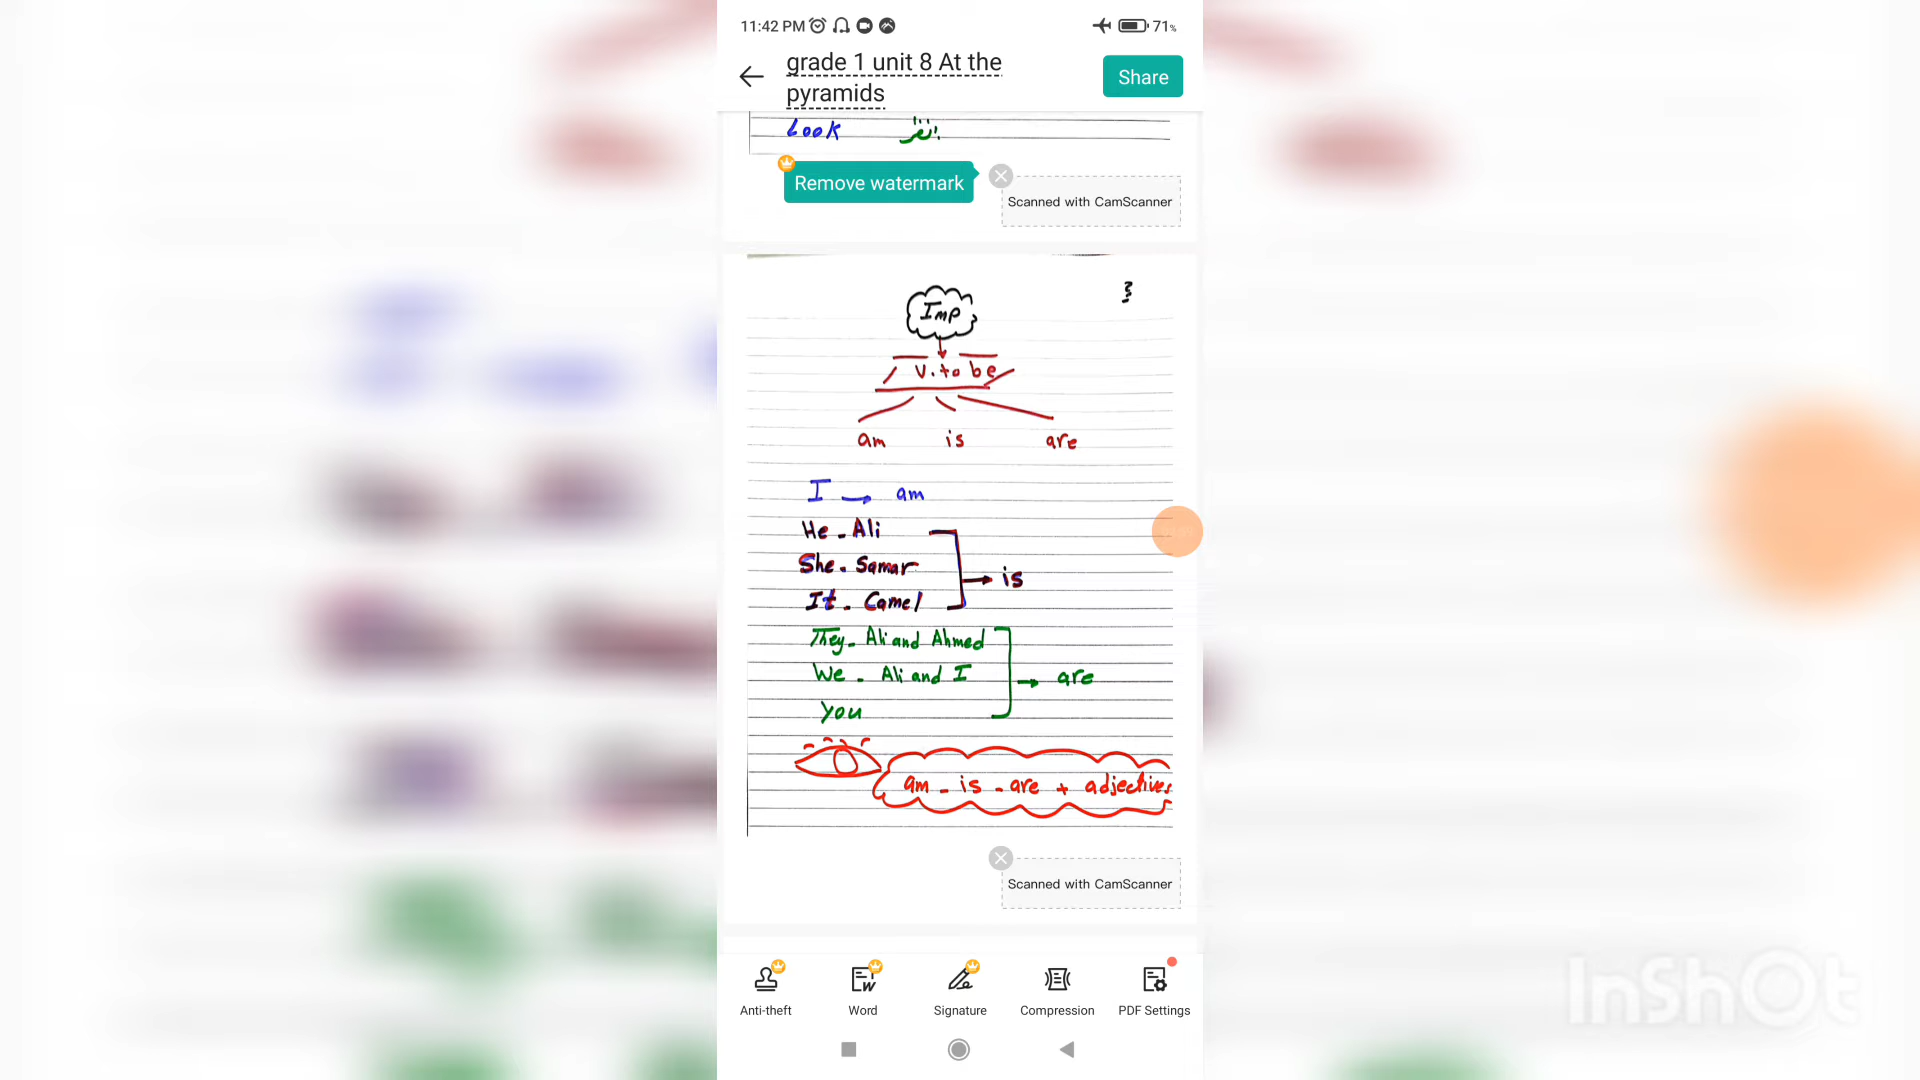 11:42 PM
71%
grade 1 unit 8 At the
pyramids
Share
Look
Remove watermark
Scanned with CamScanner
Imp
v. to be
am is are
I → am
He - Ali
She - Samar
It - Camel
→ is
They - Ali and Ahmed
We - Ali and I
you
→ are
am - is - are + adjectives
Scanned with CamScanner
Anti-theft
Word
Signature
Compression
PDF Settings
InShOt